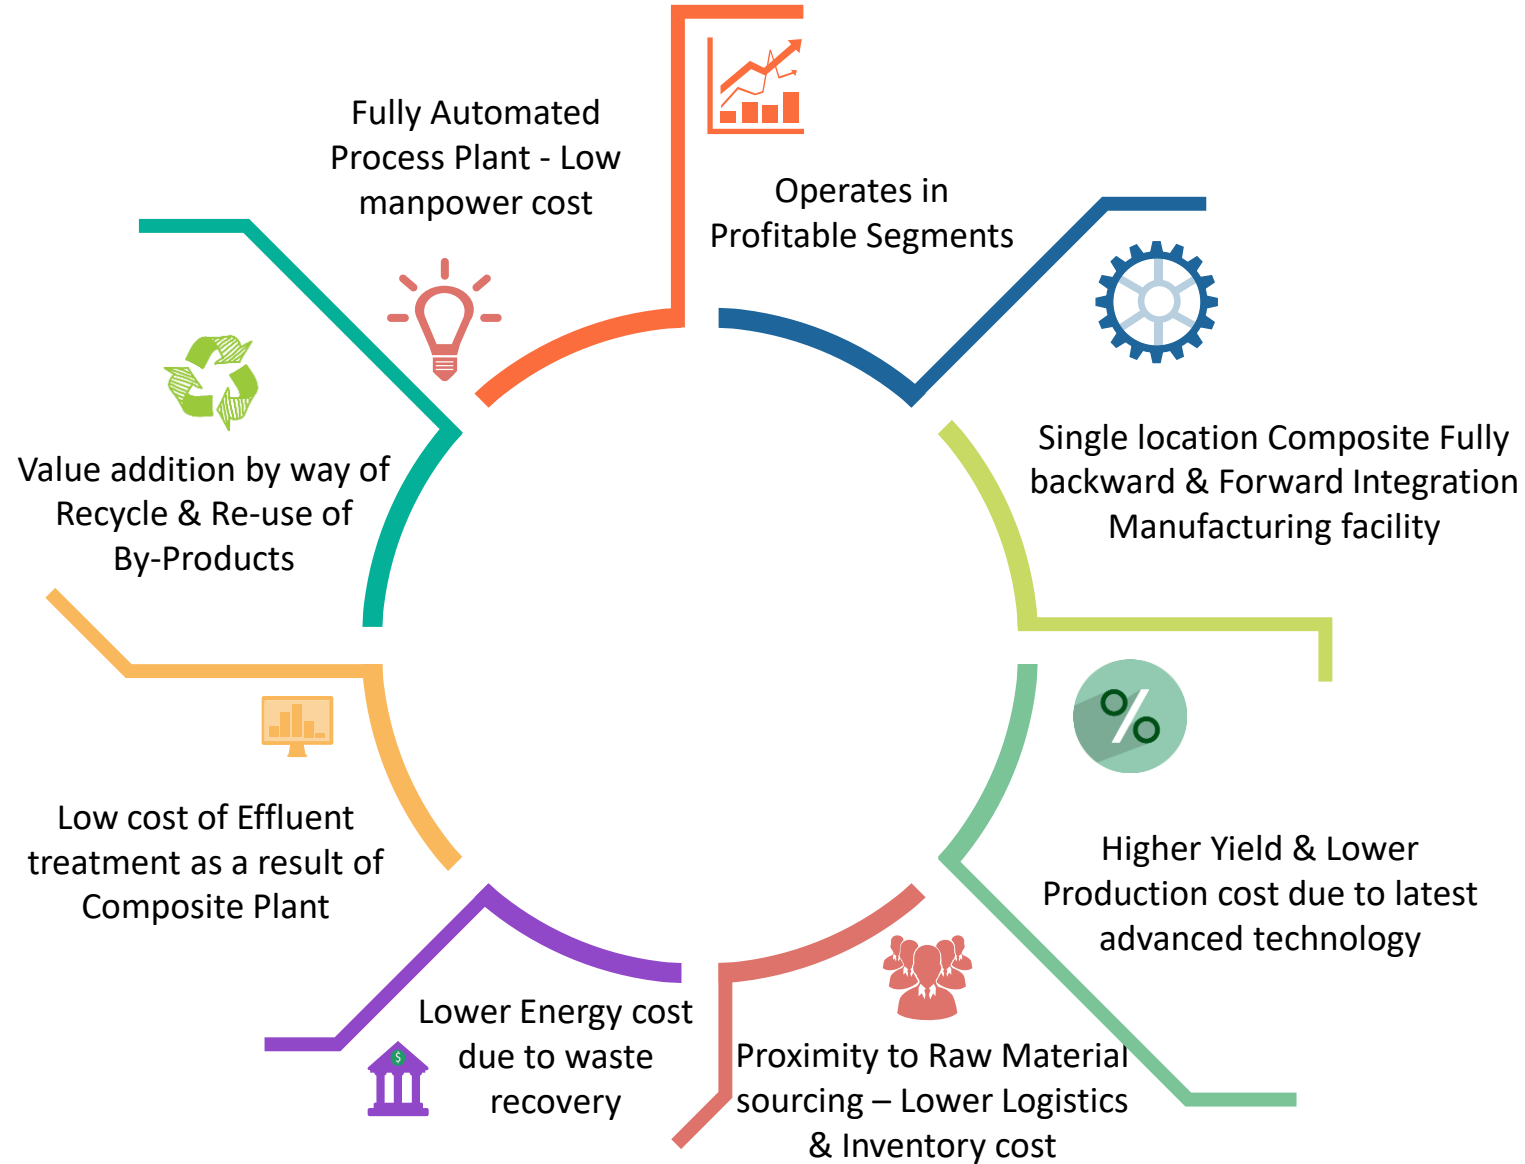 Fully Automated
Process Plant - Low
manpower cost
Operates in
Profitable Segments
Single location Composite Fully
backward & Forward Integration
Manufacturing facility
Value addition by way of
Recycle & Re-use of
By-Products
%
Low cost of Effluent
treatment as a result of
Composite Plant
Higher Yield & Lower
Production cost due to latest
advanced technology
Lower Energy cost
due to waste
recovery
$
Proximity to Raw Material
sourcing – Lower Logistics
& Inventory cost